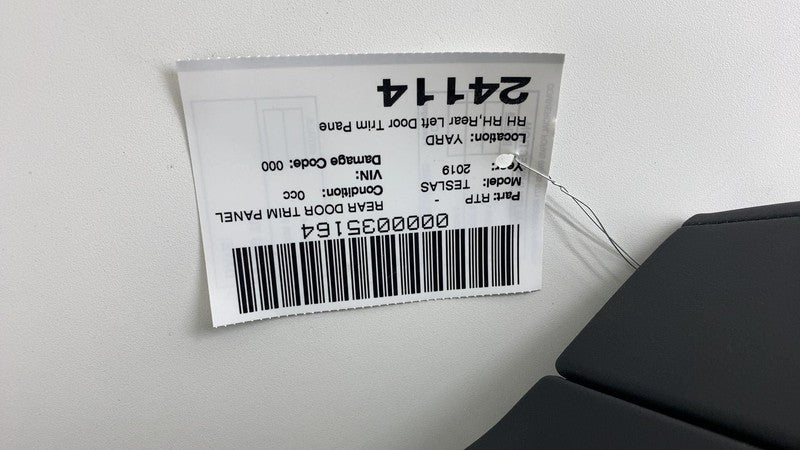 0000035164
REAR DOOR TRIM PANEL
Part: RTP - Condition: 0cc
Model: TESLAS VIN:
Year: 2019 Damage Code: 000
Location: YARD
RH RH,Rear Left Door Trim Pane
24114